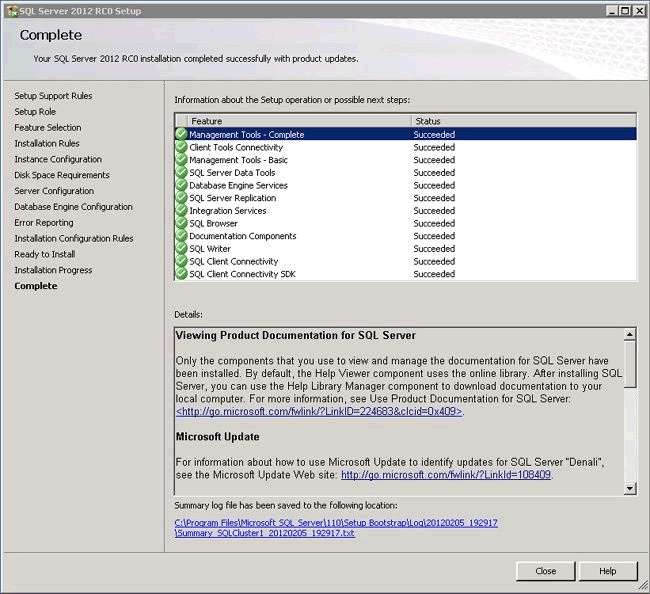 SQL Server 2012 RC0 Setup
Complete
Your SQL Server 2012 RC0 installation completed successfully with product updates.
Setup Support Rules
Setup Role
Feature Selection
Installation Rules
Instance Configuration
Disk Space Requirements
Server Configuration
Database Engine Configuration
Error Reporting
Installation Configuration Rules
Ready to Install
Installation Progress
Complete
Information about the Setup operation or possible next steps:
Feature Status
Management Tools - Complete Succeeded
Client Tools Connectivity Succeeded
Management Tools - Basic Succeeded
SQL Server Data Tools Succeeded
Database Engine Services Succeeded
SQL Server Replication Succeeded
Integration Services Succeeded
SQL Browser Succeeded
Documentation Components Succeeded
SQL Writer Succeeded
SQL Client Connectivity Succeeded
SQL Client Connectivity SDK Succeeded
Details:
Viewing Product Documentation for SQL Server
Only the components that you use to view and manage the documentation for SQL Server have
been installed. By default, the Help Viewer component uses the online library. After installing SQL
Server, you can use the Help Library Manager component to download documentation to your
local computer. For more information, see Use Product Documentation for SQL Server:
<http://go.microsoft.com/fwlink/?LinkID=224683&clcid=0x409>.
Microsoft Update
For information about how to use Microsoft Update to identify updates for SQL Server "Denali",
see the Microsoft Update Web site: http://go.microsoft.com/fwlink/?LinkId=108409.
Summary log file has been saved to the following location:
C:\Program Files\Microsoft SQL Server\110\Setup Bootstrap\Log\20120205_192917
\Summary_SQLCluster1_20120205_192917.txt
Close
Help